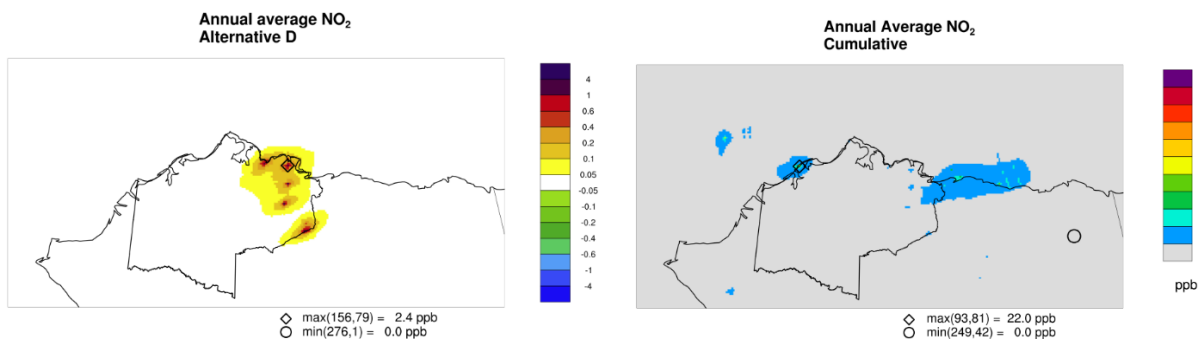 Annual average NO₂
Alternative D
4
1
0.6
0.4
0.2
0.1
0.05
-0.05
-0.1
-0.2
-0.4
-0.6
-1
-4
max(156,79) = 2.4 ppb
min(276,1) = 0.0 ppb
Annual Average NO₂
Cumulative
ppb
max(93,81) = 22.0 ppb
min(249,42) = 0.0 ppb